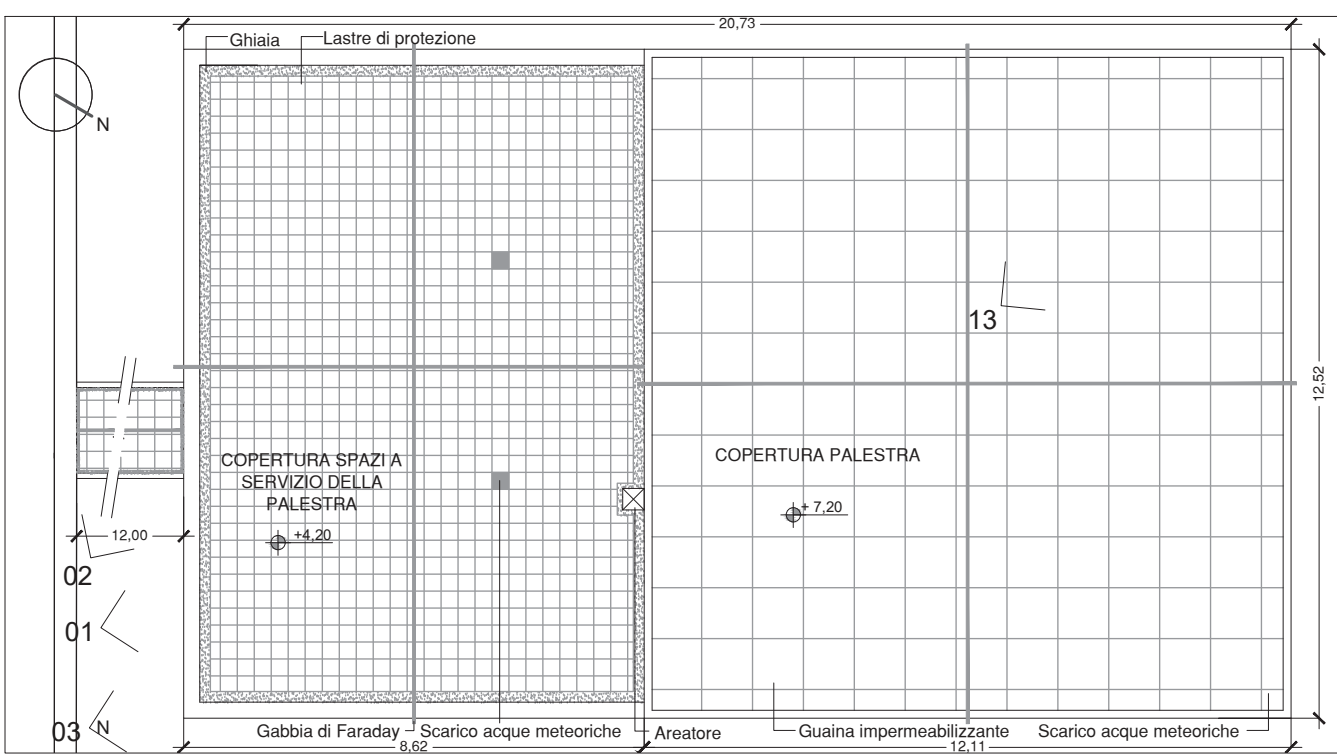 20,73
Ghiaia
Lastre di protezione
N
13
12,52
COPERTURA SPAZI A
SERVIZIO DELLA
PALESTRA
COPERTURA PALESTRA
+4,20
+ 7,20
12,00
02
01
03
N
Gabbia di Faraday
Scarico acque meteoriche
Areatore
Guaina impermeabilizzante
Scarico acque meteoriche
8,62
12,11